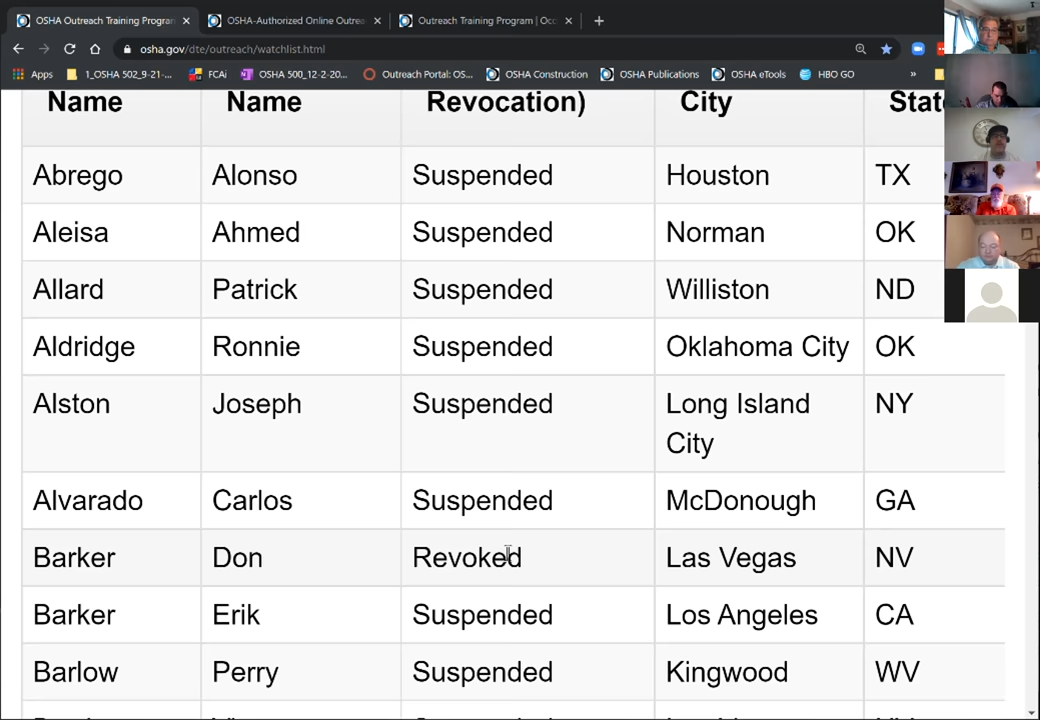 OSHA Outreach Training Program
OSHA-Authorized Online Outrea
Outreach Training Program | Occ
osha.gov/dte/outreach/watchlist.html
Apps 1_OSHA 502_9-21-... FCAi OSHA 500_12-2-20... Outreach Portal: OS... OSHA Construction OSHA Publications OSHA eTools HBO GO »
Name Name Revocation) City State
Abrego Alonso Suspended Houston TX
Aleisa Ahmed Suspended Norman OK
Allard Patrick Suspended Williston ND
Aldridge Ronnie Suspended Oklahoma City OK
Alston Joseph Suspended Long Island NY
City
Alvarado Carlos Suspended McDonough GA
Barker Don Revoked Las Vegas NV
Barker Erik Suspended Los Angeles CA
Barlow Perry Suspended Kingwood WV